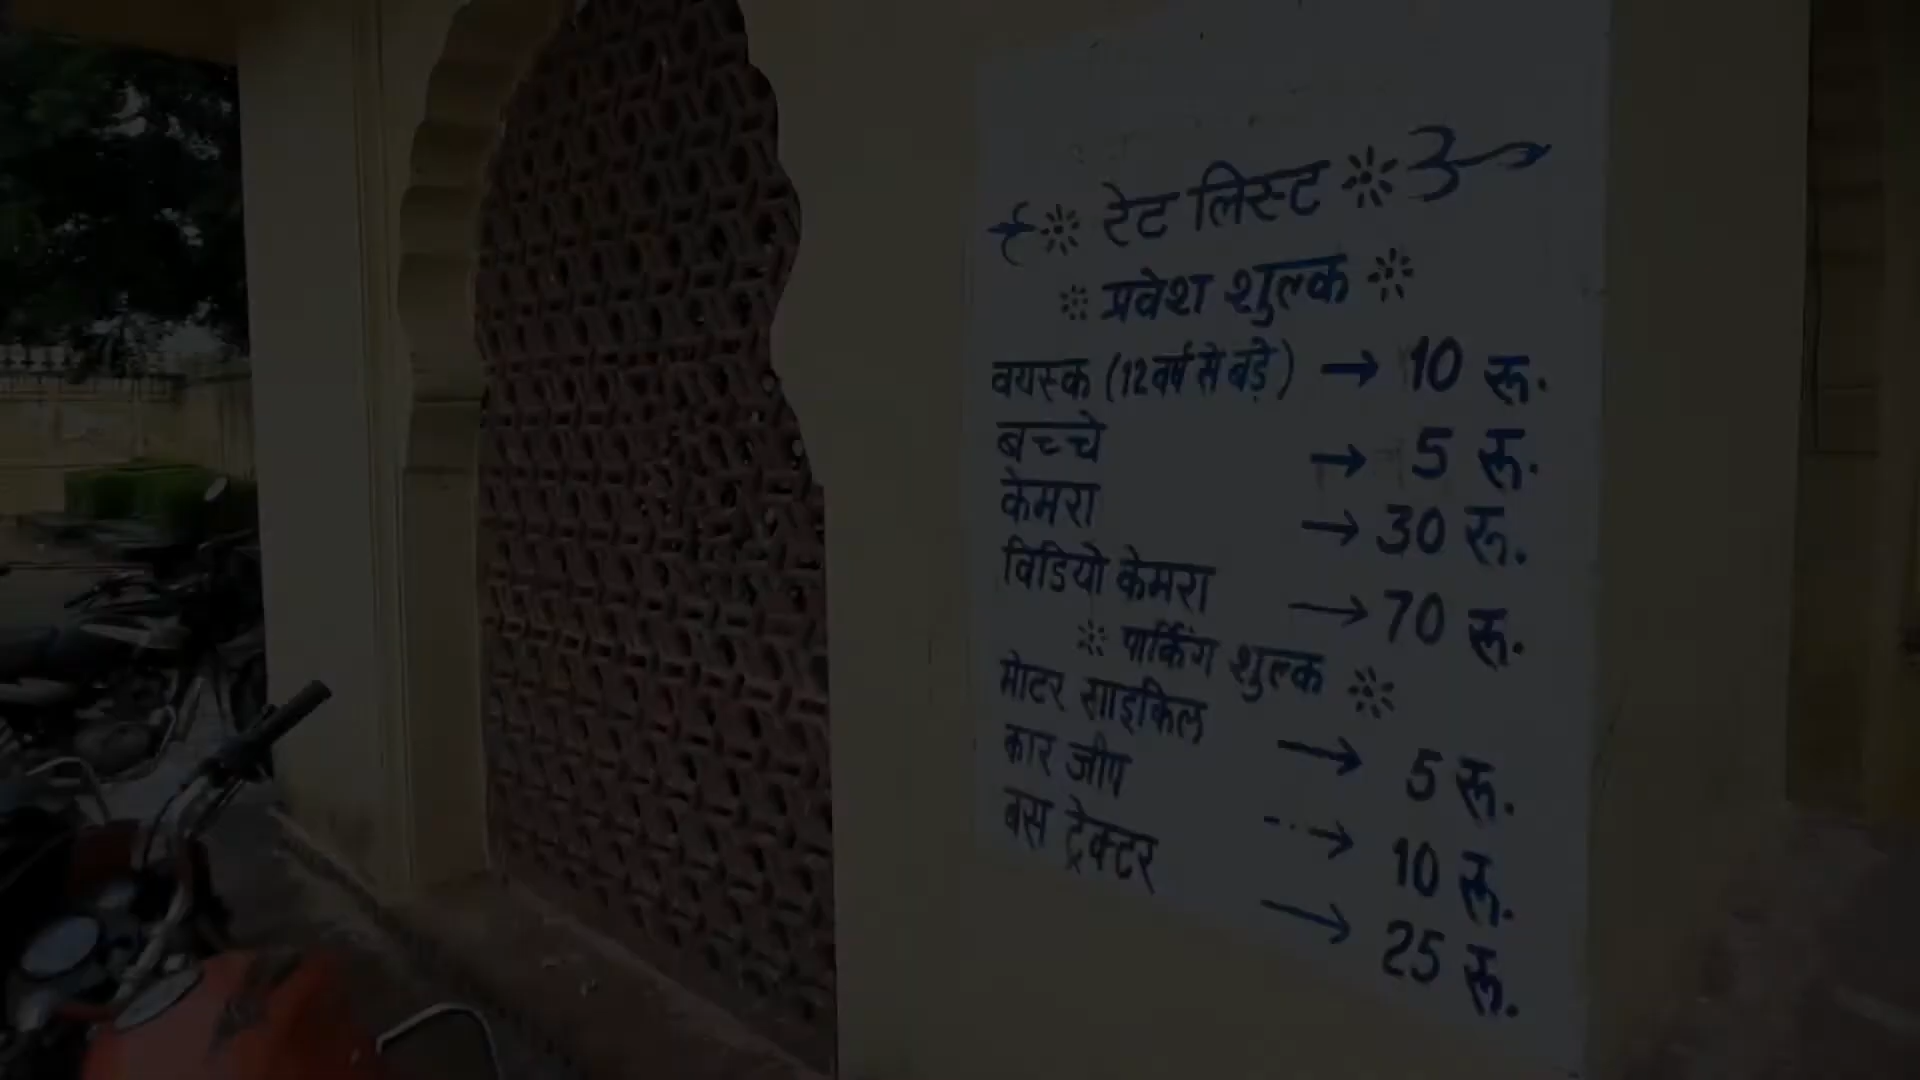 रेट लिस्ट
प्रवेश शुल्क
वयस्क (12 वर्ष से बड़े) → 10 रू.
बच्चे → 5 रू.
केमरा → 30 रू.
विडियो केमरा → 70 रू.
पार्किंग शुल्क
मोटर साइकिल → 5 रू.
कार जीप → 10 रू.
बस ट्रेक्टर → 25 रू.